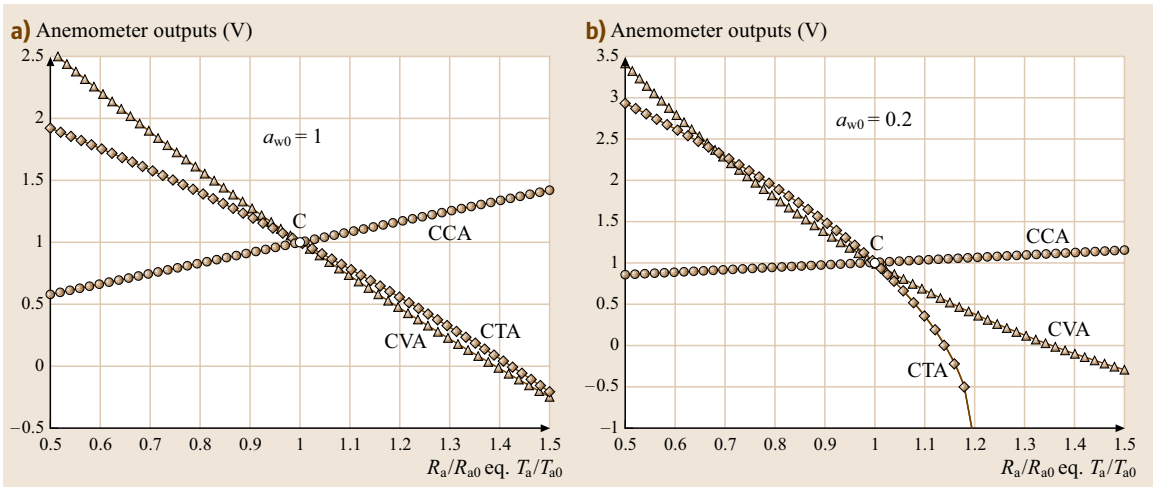 a) Anemometer outputs (V)
2.5
2
1.5
1
0.5
0
−0.5
a_w0 = 1
C
CCA
CVA
CTA
0.5 0.6 0.7 0.8 0.9 1 1.1 1.2 1.3 1.4 1.5
R_a/R_a0 eq. T_a/T_a0
b) Anemometer outputs (V)
3.5
3
2.5
2
1.5
1
0.5
0
−0.5
−1
a_w0 = 0.2
C
CCA
CVA
CTA
0.5 0.6 0.7 0.8 0.9 1 1.1 1.2 1.3 1.4 1.5
R_a/R_a0 eq. T_a/T_a0